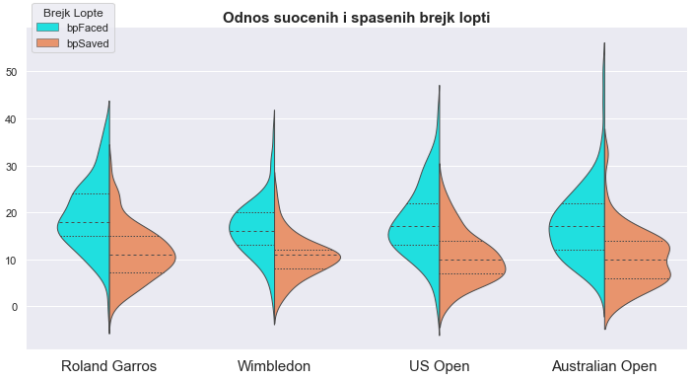 Odnos suocenih i spasenih brejk lopti
Brejk Lopte
bpFaced
bpSaved
50
40
30
20
10
0
Roland Garros Wimbledon US Open Australian Open